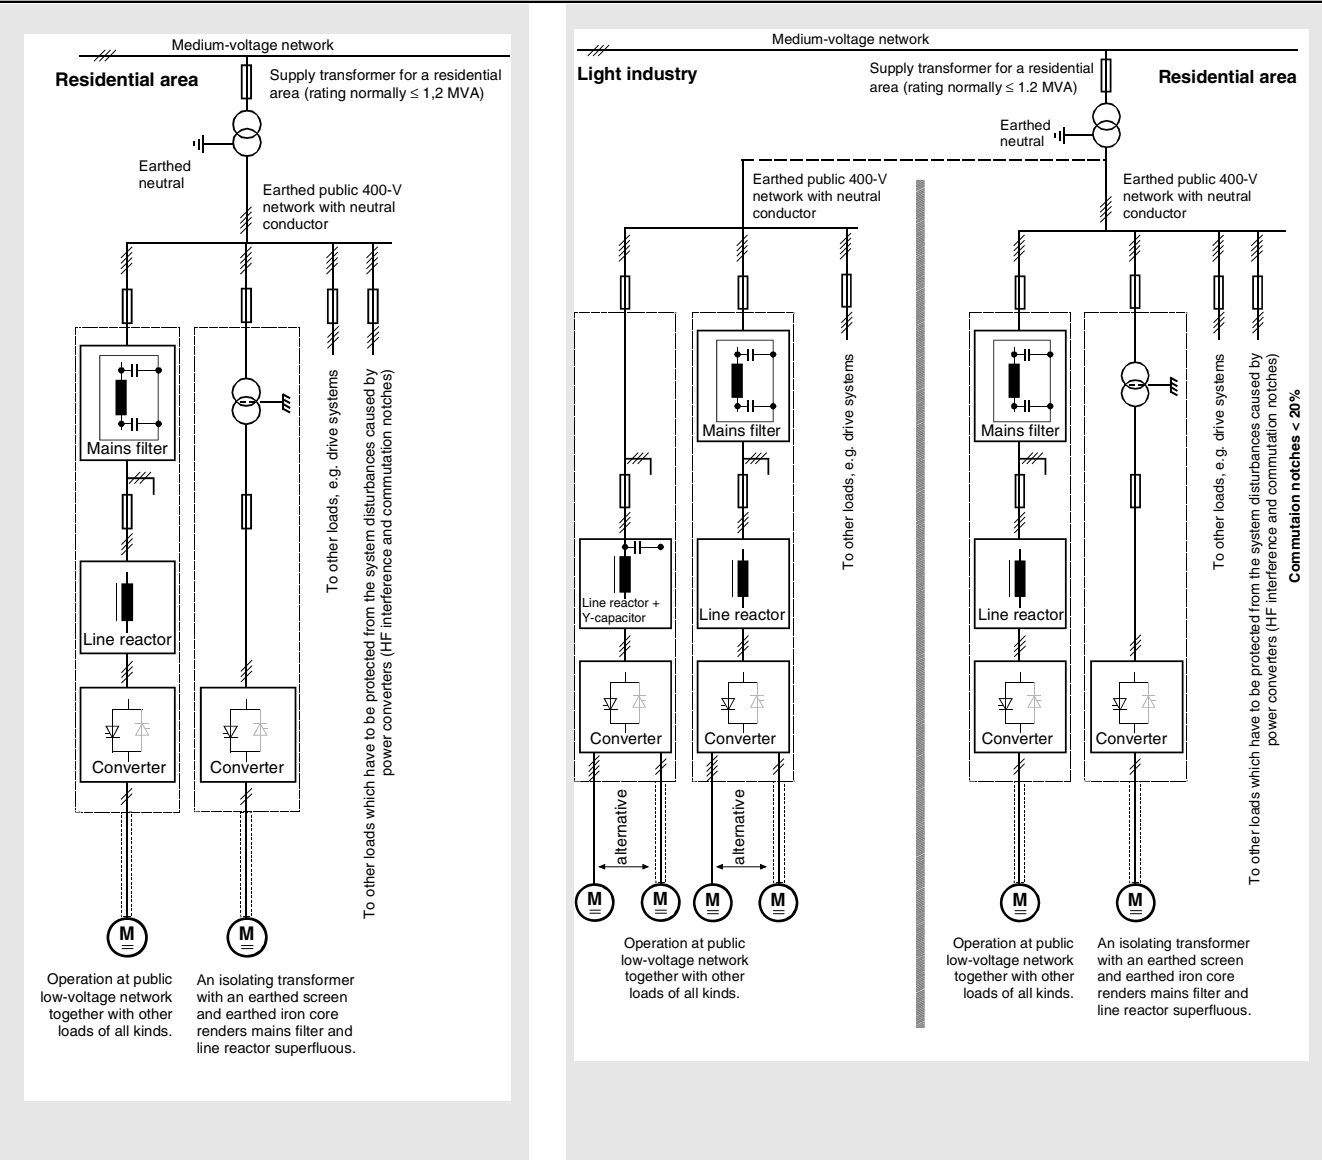 Medium-voltage network
Residential area
Supply transformer for a residential
area (rating normally ≤ 1,2 MVA)
Earthed
neutral
Earthed public 400-V
network with neutral
conductor
Mains filter
Line reactor
Converter
Converter
To other loads, e.g. drive systems
To other loads which have to be protected from the system disturbances caused by
power converters (HF interference and commutation notches)
M
M
Operation at public
low-voltage network
together with other
loads of all kinds.
An isolating transformer
with an earthed screen
and earthed iron core
renders mains filter and
line reactor superfluous.
Medium-voltage network
Light industry
Supply transformer for a residential
area (rating normally ≤ 1.2 MVA)
Residential area
Earthed
neutral
Earthed public 400-V
network with neutral
conductor
Mains filter
Line reactor +
Y-capacitor
Line reactor
Converter
Converter
To other loads, e.g. drive systems
alternative
alternative
M
M
M
M
Operation at public
low-voltage network
together with other
loads of all kinds.
Earthed public 400-V
network with neutral
conductor
Mains filter
Line reactor
Converter
Converter
To other loads, e.g. drive systems
To other loads which have to be protected from the system disturbances caused by
power converters (HF interference and commutation notches)
Commutaion notches < 20%
M
M
Operation at public
low-voltage network
together with other
loads of all kinds.
An isolating transformer
with an earthed screen
and earthed iron core
renders mains filter and
line reactor superfluous.